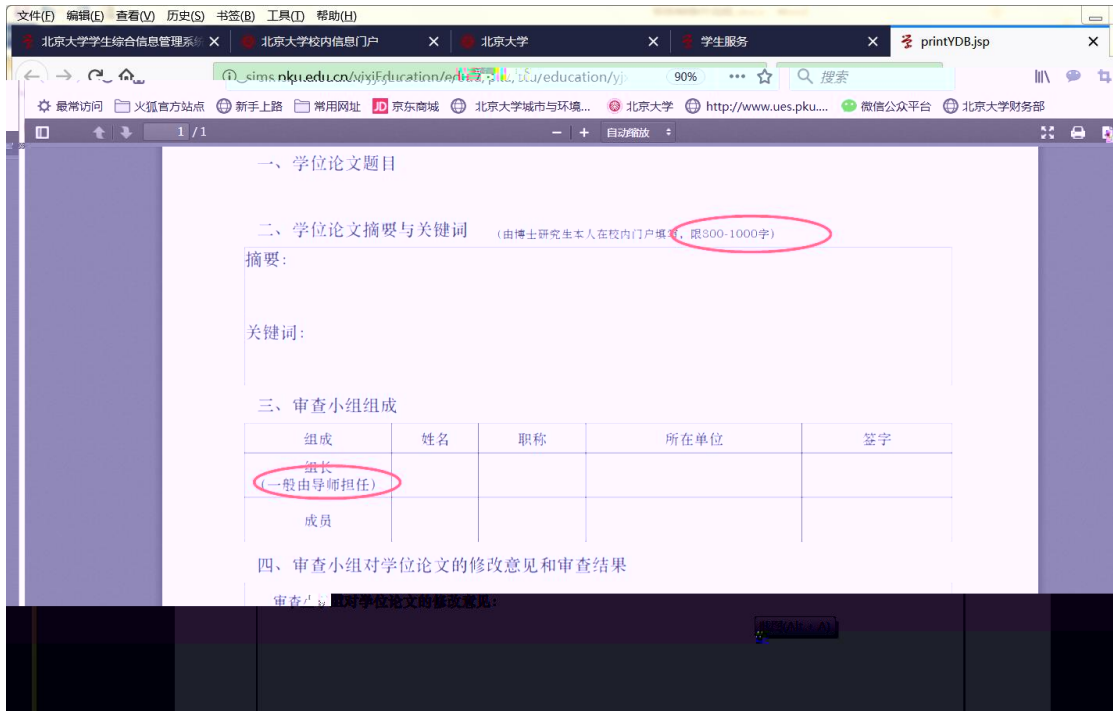 文件(F) 编辑(E) 查看(V) 历史(S) 书签(B) 工具(T) 帮助(H)
北京大学学生综合信息管理系统 北京大学校内信息门户 北京大学 学生服务 printYDB.jsp
90% 搜索
最常访问 火狐官方站点 新手上路 常用网址 JD 京东商城 北京大学城市与环境... 北京大学 http://www.ues.pku.... 微信公众平台 北京大学财务部
1 / 1 自动缩放
一、学位论文题目
二、学位论文摘要与关键词 (由博士研究生本人在校内门户填写，限800-1000字)
摘要:
关键词:
三、审查小组组成
组成 姓名 职称 所在单位 签字
组长
(一般由导师担任)
成员
四、审查小组对学位论文的修改意见和审查结果
审查小组对学位论文的修改意见: